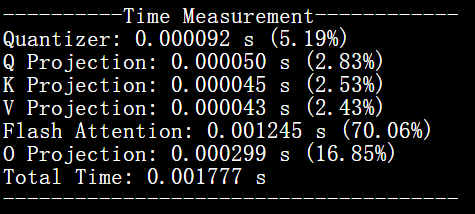 ----------Time Measurement------------
Quantizer: 0.000092 s (5.19%)
Q Projection: 0.000050 s (2.83%)
K Projection: 0.000045 s (2.53%)
V Projection: 0.000043 s (2.43%)
Flash Attention: 0.001245 s (70.06%)
O Projection: 0.000299 s (16.85%)
Total Time: 0.001777 s
--------------------------------------